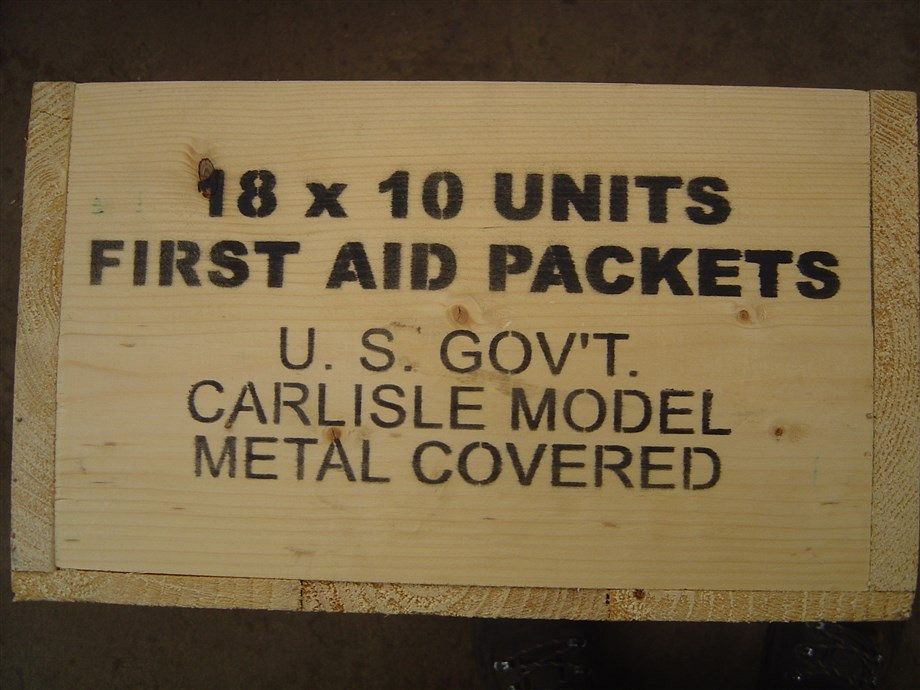 18 x 10 UNITS
FIRST AID PACKETS
U. S. GOV'T.
CARLISLE MODEL
METAL COVERED